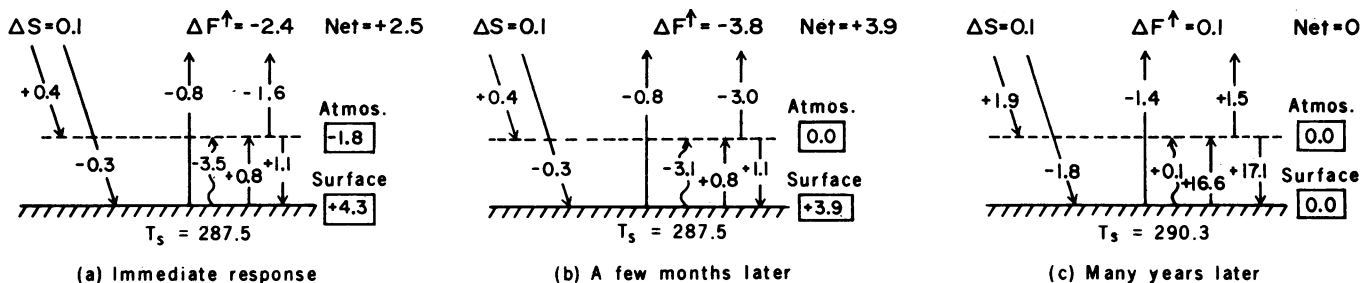 ΔS=0.1 ΔF↑=-2.4 Net=+2.5
+0.4 -0.8 -1.6 Atmos.
-1.8
-0.3 -3.5 +0.8 +1.1 Surface
+4.3
Ts = 287.5
(a) Immediate response
ΔS=0.1 ΔF↑= -3.8 Net=+3.9
+0.4 -0.8 -3.0 Atmos.
0.0
-0.3 -3.1 +0.8 +1.1 Surface
+3.9
Ts = 287.5
(b) A few months later
ΔS=0.1 ΔF↑= 0.1 Net=0
+1.9 -1.4 +1.5 Atmos.
0.0
-1.8 +0.1 +16.6 +17.1 Surface
0.0
Ts = 290.3
(c) Many years later